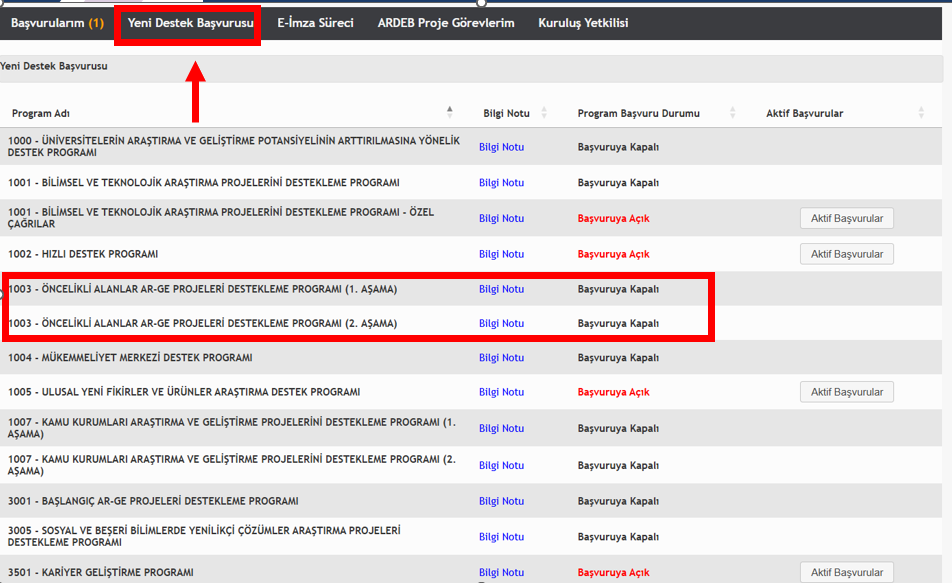 Başvurularım (1) Yeni Destek Başvurusu E-İmza Süreci ARDEB Proje Görevlerim Kuruluş Yetkilisi
Yeni Destek Başvurusu
Program Adı Bilgi Notu Program Başvuru Durumu Aktif Başvurular
1000 - ÜNİVERSİTELERİN ARAŞTIRMA VE GELİŞTİRME POTANSİYELİNİN ARTTIRILMASINA YÖNELİK
DESTEK PROGRAMI
Bilgi Notu Başvuruya Kapalı
1001 - BİLİMSEL VE TEKNOLOJİK ARAŞTIRMA PROJELERİNİ DESTEKLEME PROGRAMI Bilgi Notu Başvuruya Kapalı
1001 - BİLİMSEL VE TEKNOLOJİK ARAŞTIRMA PROJELERİNİ DESTEKLEME PROGRAMI - ÖZEL
ÇAĞRILAR
Bilgi Notu Başvuruya Açık Aktif Başvurular
1002 - HIZLI DESTEK PROGRAMI Bilgi Notu Başvuruya Açık Aktif Başvurular
1003 - ÖNCELİKLİ ALANLAR AR-GE PROJELERİ DESTEKLEME PROGRAMI (1. AŞAMA) Bilgi Notu Başvuruya Kapalı
1003 - ÖNCELİKLİ ALANLAR AR-GE PROJELERİ DESTEKLEME PROGRAMI (2. AŞAMA) Bilgi Notu Başvuruya Kapalı
1004 - MÜKEMMELİYET MERKEZİ DESTEK PROGRAMI Bilgi Notu Başvuruya Kapalı
1005 - ULUSAL YENİ FİKİRLER VE ÜRÜNLER ARAŞTIRMA DESTEK PROGRAMI Bilgi Notu Başvuruya Açık Aktif Başvurular
1007 - KAMU KURUMLARI ARAŞTIRMA VE GELİŞTİRME PROJELERİNİ DESTEKLEME PROGRAMI (1.
AŞAMA)
Bilgi Notu Başvuruya Kapalı
1007 - KAMU KURUMLARI ARAŞTIRMA VE GELİŞTİRME PROJELERİNİ DESTEKLEME PROGRAMI (2.
AŞAMA)
Bilgi Notu Başvuruya Kapalı
3001 - BAŞLANGIÇ AR-GE PROJELERİ DESTEKLEME PROGRAMI Bilgi Notu Başvuruya Kapalı
3005 - SOSYAL VE BEŞERİ BİLİMLERDE YENİLİKÇİ ÇÖZÜMLER ARAŞTIRMA PROJELERİ
DESTEKLEME PROGRAMI
Bilgi Notu Başvuruya Kapalı
3501 - KARİYER GELİŞTİRME PROGRAMI Bilgi Notu Başvuruya Açık Aktif Başvurular